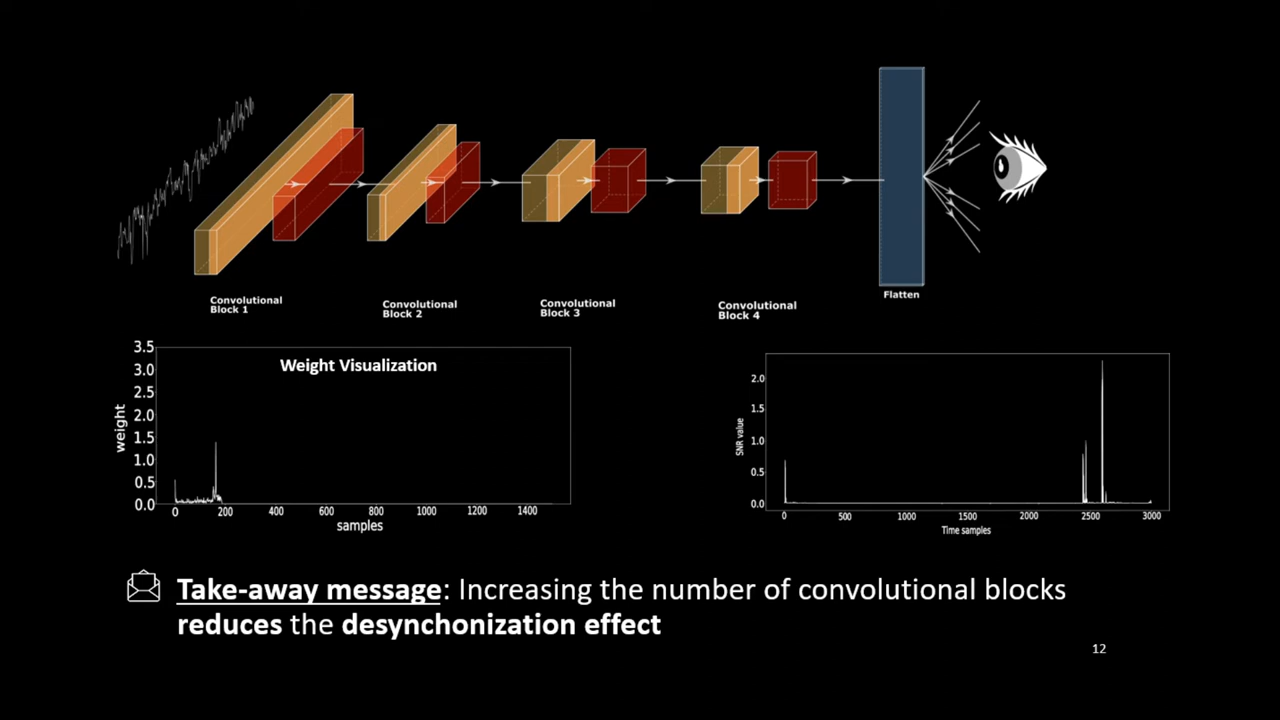 Convolutional
Block 1
Convolutional
Block 2
Convolutional
Block 3
Convolutional
Block 4
Flatten
Weight Visualization
weight
3.5
3.0
2.5
2.0
1.5
1.0
0.5
0.0
0 200 400 600 800 1000 1200 1400
samples
SNR value
2.0
1.5
1.0
0.5
0.0
0 500 1000 1500 2000 2500 3000
Time samples
Take-away message: Increasing the number of convolutional blocks
reduces the desynchonization effect
12